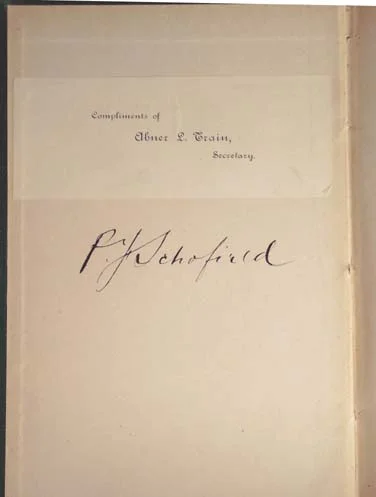 Compliments of
Abner L. Train,
Secretary.
P. J. Schofield